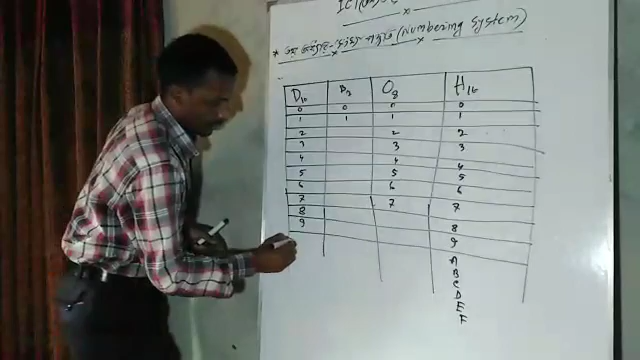 (Numbering System)
D₁₀ B₂ O₈ H₁₆
0 0 0 0
1 1 1 1
2 2 2
3 3 3
4 4 4
5 5 5
6 6 6
7 7 7
8 8
9 9
A
B
C
D
E
F